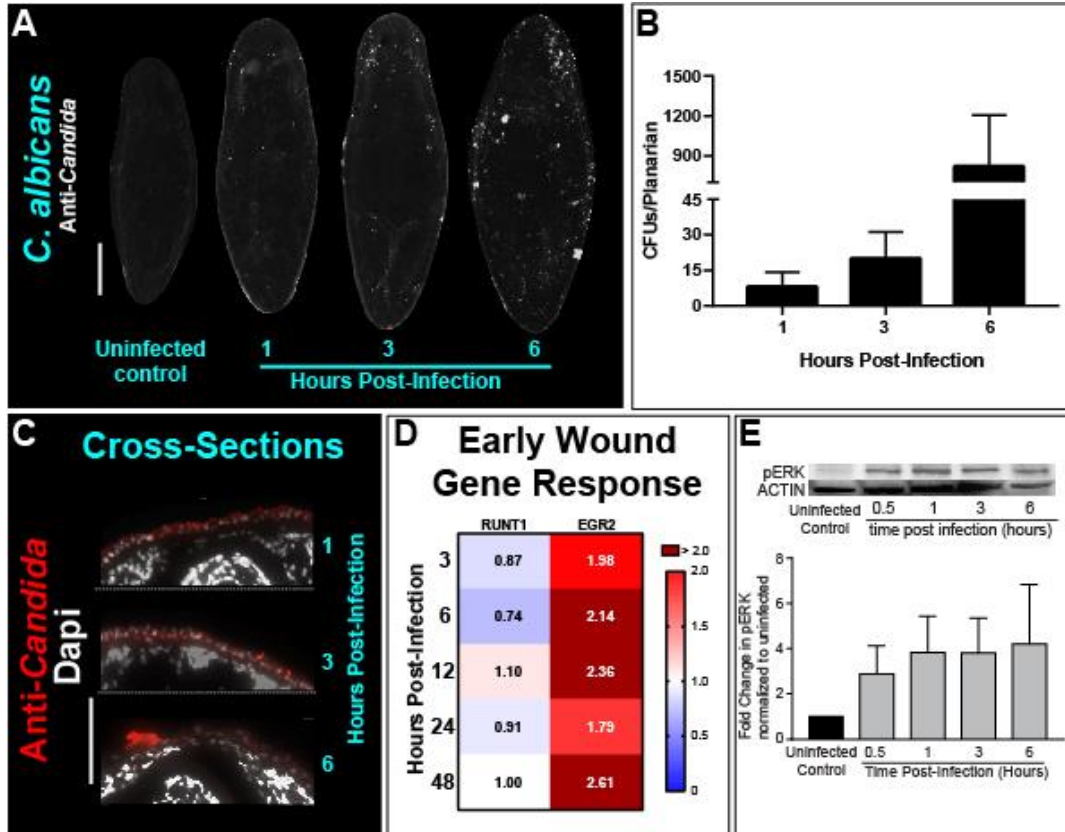 A
C. albicans
Anti-Candida
Uninfected
control
1 3 6
Hours Post-Infection
B
CFUs/Planarian
1500
1200
900
45
30
15
0
1 3 6
Hours Post-Infection
C
Cross-Sections
Anti-Candida
Dapi
1
3
6
Hours Post-Infection
D
Early Wound
Gene Response
RUNT1 EGR2
Hours Post-Infection
3 0.87 1.98
6 0.74 2.14
12 1.10 2.36
24 0.91 1.79
48 1.00 2.61
> 2.0
2.0
1.5
1.0
0.5
0
E
pERK
ACTIN
Uninfected
Control
0.5 1 3 6
time post infection (hours)
Fold Change in pERK
normalized to uninfected
8
6
4
2
0
Uninfected
Control
0.5 1 3 6
Time Post-Infection (Hours)